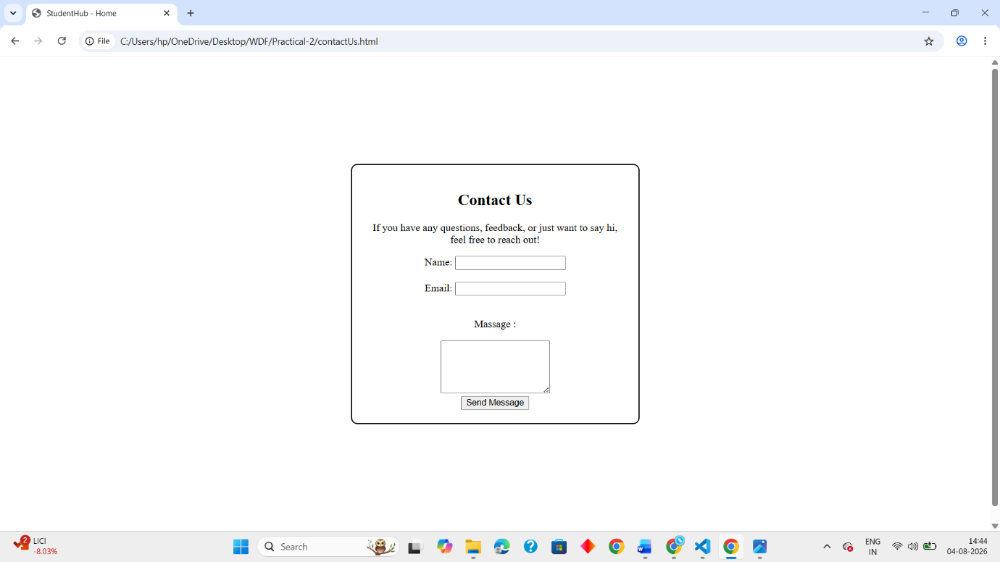 StudentHub - Home
File
C:/Users/hp/OneDrive/Desktop/WDF/Practical-2/contactUs.html
Contact Us
If you have any questions, feedback, or just want to say hi,
feel free to reach out!
Name:
Email:
Massage :
Send Message
2
LICI
-8.03%
Search
ENG
IN
14:44
04-08-2026